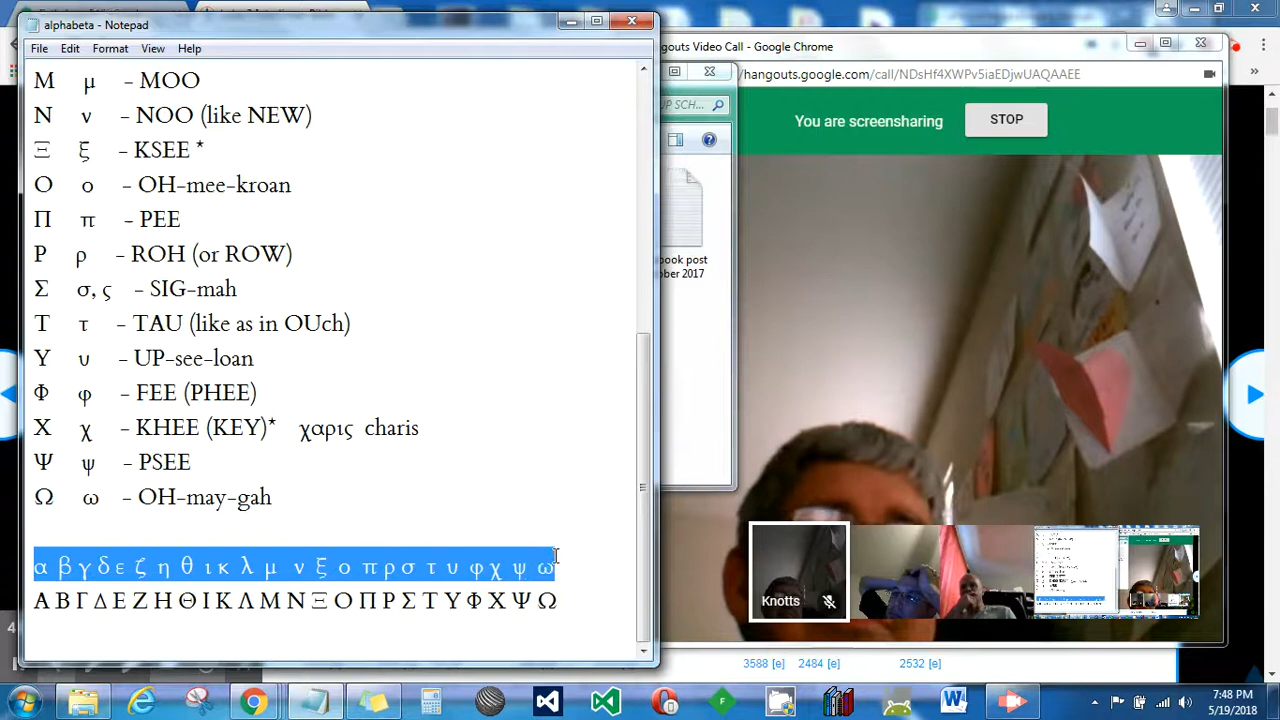 alphabeta - Notepad
File Edit Format View Help
Μ μ - MOO
Ν ν - NOO (like NEW)
Ξ ξ - KSEE *
Ο ο - OH-mee-kroan
Π π - PEE
Ρ ρ - ROH (or ROW)
Σ σ, ς - SIG-mah
Τ τ - TAU (like as in OUch)
Υ υ - UP-see-loan
Φ φ - FEE (PHEE)
Χ χ - KHEE (KEY)* χαρις charis
Ψ ψ - PSEE
Ω ω - OH-may-gah
α β γ δ ε ζ η θ ι κ λ μ ν ξ ο π ρ σ τ υ φ χ ψ ω
Α Β Γ Δ Ε Ζ Η Θ Ι Κ Λ Μ Ν Ξ Ο Π Ρ Σ Τ Υ Φ Χ Ψ Ω
gouts Video Call - Google Chrome
/hangouts.google.com/call/NDsHf4XWPv5iaEDjwUAQAAEE
UP SCH...
You are screensharing STOP
book post
ober 2017
Knotts
3588 [e] 2484 [e] 2532 [e]
7:48 PM
5/19/2018